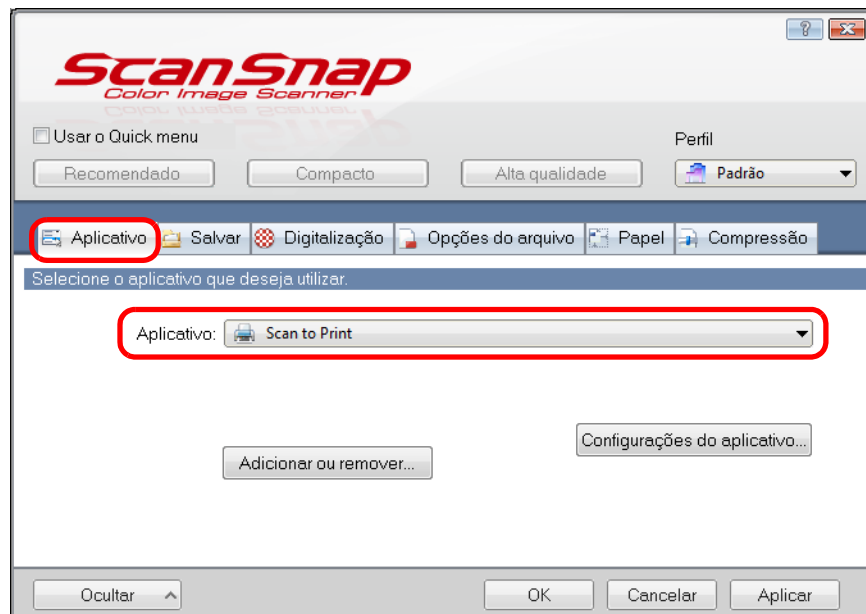 ScanSnap
Color Image Scanner
Usar o Quick menu
Perfil
Recomendado Compacto Alta qualidade Padrão
Aplicativo Salvar Digitalização Opções do arquivo Papel Compressão
Selecione o aplicativo que deseja utilizar.
Aplicativo: Scan to Print
Configurações do aplicativo...
Adicionar ou remover...
Ocultar OK Cancelar Aplicar